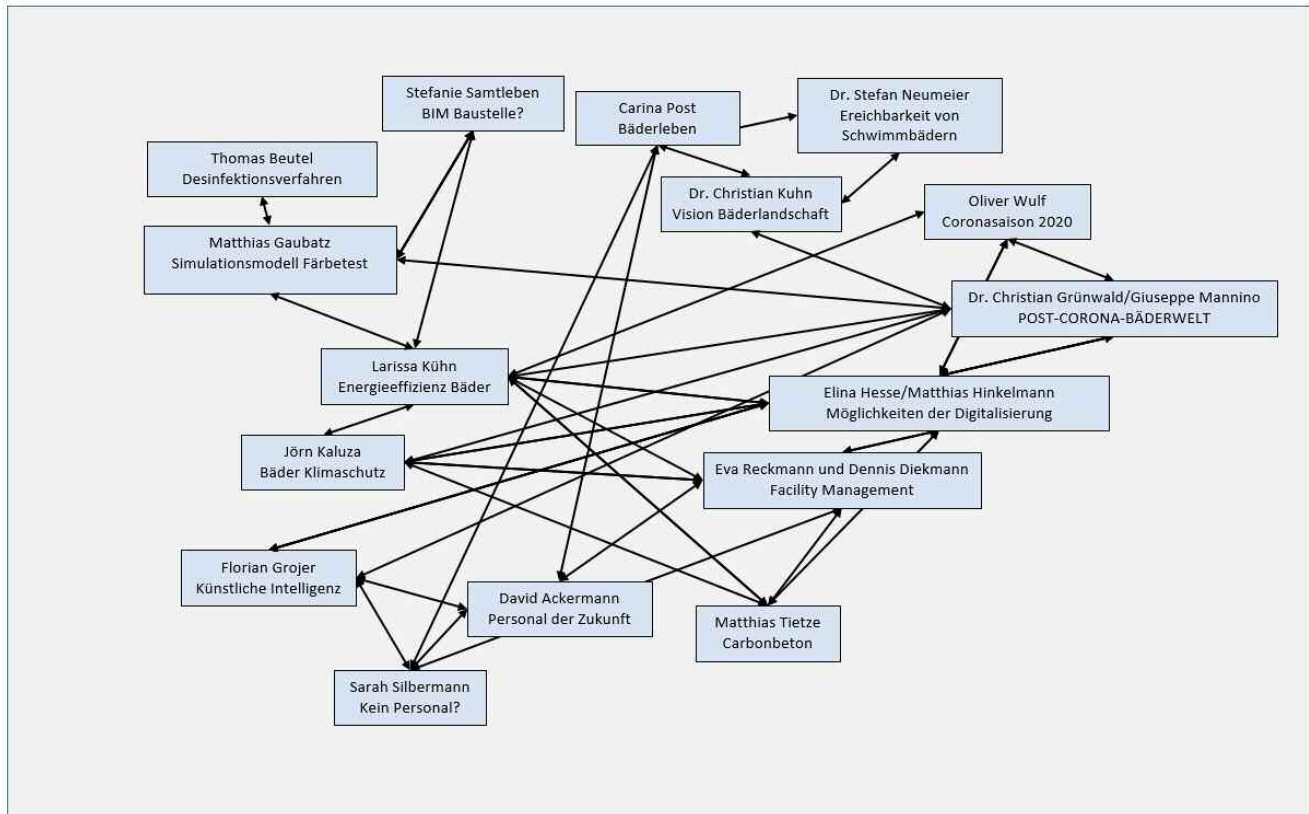 Stefanie Samtleben
BIM Baustelle?
Carina Post
Bäderleben
Dr. Stefan Neumeier
Ereichbarkeit von
Schwimmbädern
Thomas Beutel
Desinfektionsverfahren
Dr. Christian Kuhn
Vision Bäderlandschaft
Oliver Wulf
Coronasaison 2020
Matthias Gaubatz
Simulationsmodell Färbetest
Dr. Christian Grünwald/Giuseppe Mannino
POST-CORONA-BÄDERWELT
Larissa Kühn
Energieeffizienz Bäder
Elina Hesse/Matthias Hinkelmann
Möglichkeiten der Digitalisierung
Jörn Kaluza
Bäder Klimaschutz
Eva Reckmann und Dennis Diekmann
Facility Management
Florian Grojer
Künstliche Intelligenz
David Ackermann
Personal der Zukunft
Matthias Tietze
Carbonbeton
Sarah Silbermann
Kein Personal?